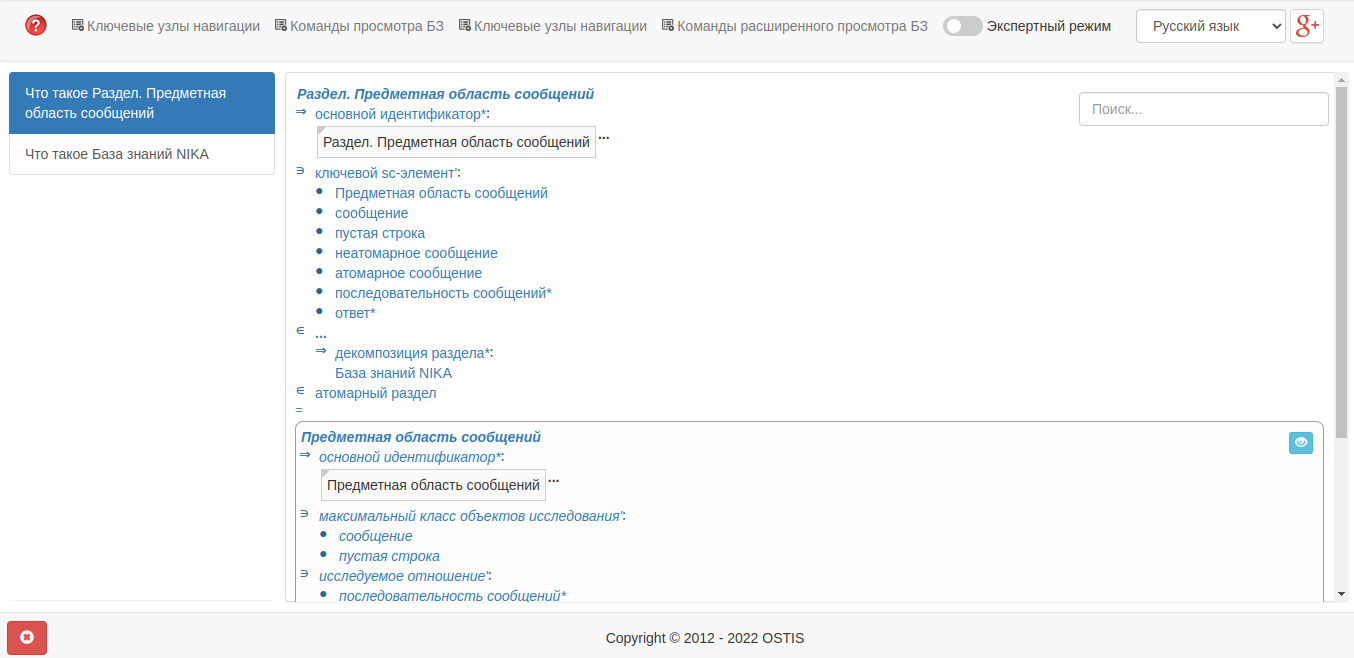 Ключевые узлы навигации Команды просмотра БЗ Ключевые узлы навигации Команды расширенного просмотра БЗ Экспертный режим Русский язык g+
Что такое Раздел. Предметная область сообщений
Что такое База знаний NIKA
Поиск...
Раздел. Предметная область сообщений
⇒ основной идентификатор*:
Раздел. Предметная область сообщений ...
∋ ключевой sc-элемент':
• Предметная область сообщений
• сообщение
• пустая строка
• неатомарное сообщение
• атомарное сообщение
• последовательность сообщений*
• ответ*
∈ ...
⇒ декомпозиция раздела*:
База знаний NIKA
∈ атомарный раздел
=
Предметная область сообщений
⇒ основной идентификатор*:
Предметная область сообщений ...
∋ максимальный класс объектов исследования':
• сообщение
• пустая строка
∋ исследуемое отношение':
• последовательность сообщений*
Copyright © 2012 - 2022 OSTIS